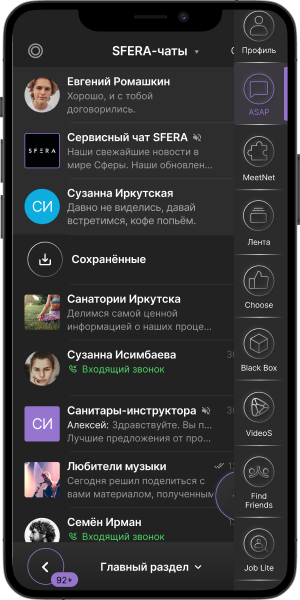 SFERA-чаты
Профиль
Евгений Ромашкин
Хорошо, и с тобой
договорились.
ASAP
SFERA
Сервисный чат SFERA
Наши свежайшие новости в
мире Сферы. Наши обновлен...
MeetNet
СИ
Сузанна Иркутская
Давно не виделись, давай
встретимся, кофе попьём.
Лента
Сохранённые
Choose
Санатории Иркутска
Делимся самой ценной
информацией о наших проце...
Сузанна Исимбаева
Входящий звонок
Black Box
СИ
Санитары-инструктора
Алексей: Здравствуйте. Вы п...
Лучшие предложения от про...
VideoS
Любители музыки
Сегодня решил поделиться с
вами материалом, полученным
Find
Friends
Семён Ирман
Входящий звонок
92+
Главный раздел
Job Lite